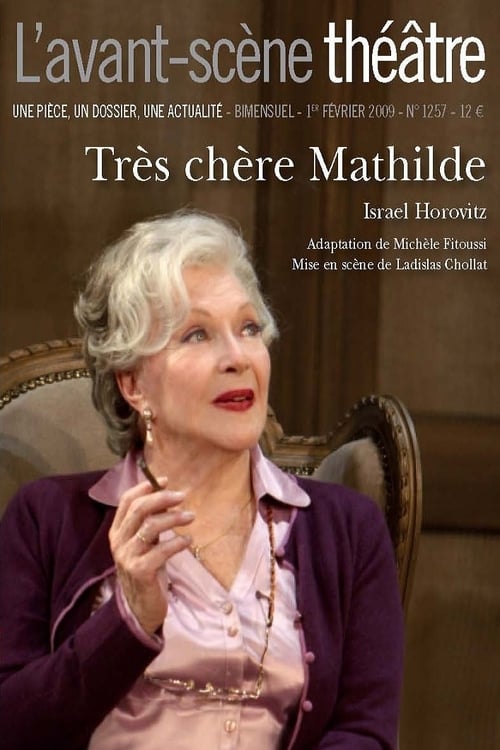 L'avant-scène théâtre
UNE PIÈCE, UN DOSSIER, UNE ACTUALITÉ - BIMENSUEL - 1ER FÉVRIER 2009 - N° 1257 - 12 €
Très chère Mathilde
Israel Horovitz
Adaptation de Michèle Fitoussi
Mise en scène de Ladislas Chollat